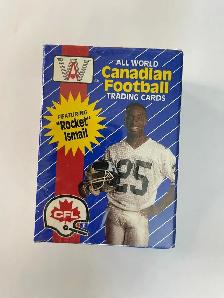 ALL WORLD
Canadian
Football
TRADING CARDS
FEATURING
"Rocket"
Ismail
25
CFL